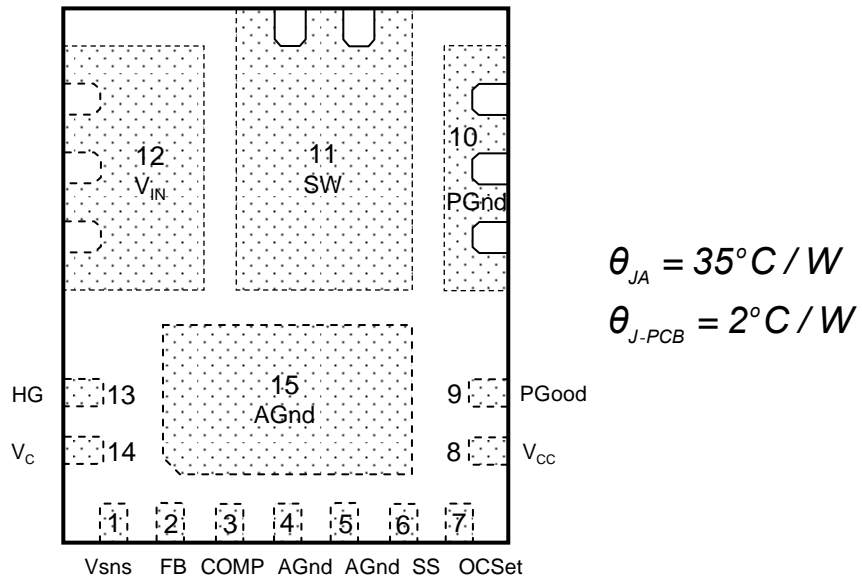 12
V_IN
11
SW
10
PGnd
θ_JA = 35°C / W
θ_J-PCB = 2°C / W
HG 13
15
AGnd
9 PGood
V_C 14
8 V_CC
1 2 3 4 5 6 7
Vsns FB COMP AGnd AGnd SS OCSet